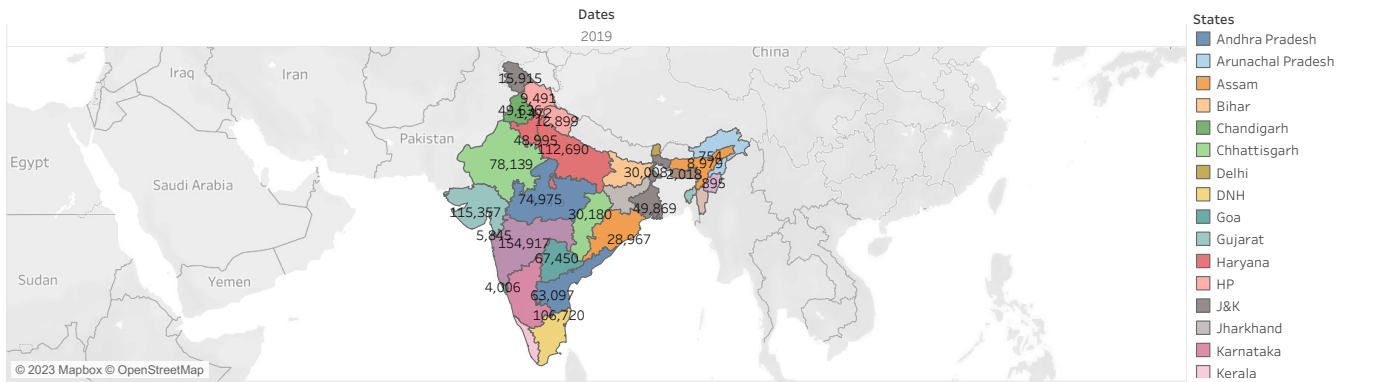 Dates
2019
States
Andhra Pradesh
Arunachal Pradesh
Assam
Bihar
Chandigarh
Chhattisgarh
Delhi
DNH
Goa
Gujarat
Haryana
HP
J&K
Jharkhand
Karnataka
Kerala
China
Iraq
Iran
Pakistan
Egypt
Saudi Arabia
Sudan
Yemen
15,915
9,491
12,899
48,995
112,690
78,139
754
8,979
30,008
2,018
895
74,975
115,357
30,180
49,869
5,845
154,917
28,967
67,450
4,006
63,097
106,720
© 2023 Mapbox © OpenStreetMap